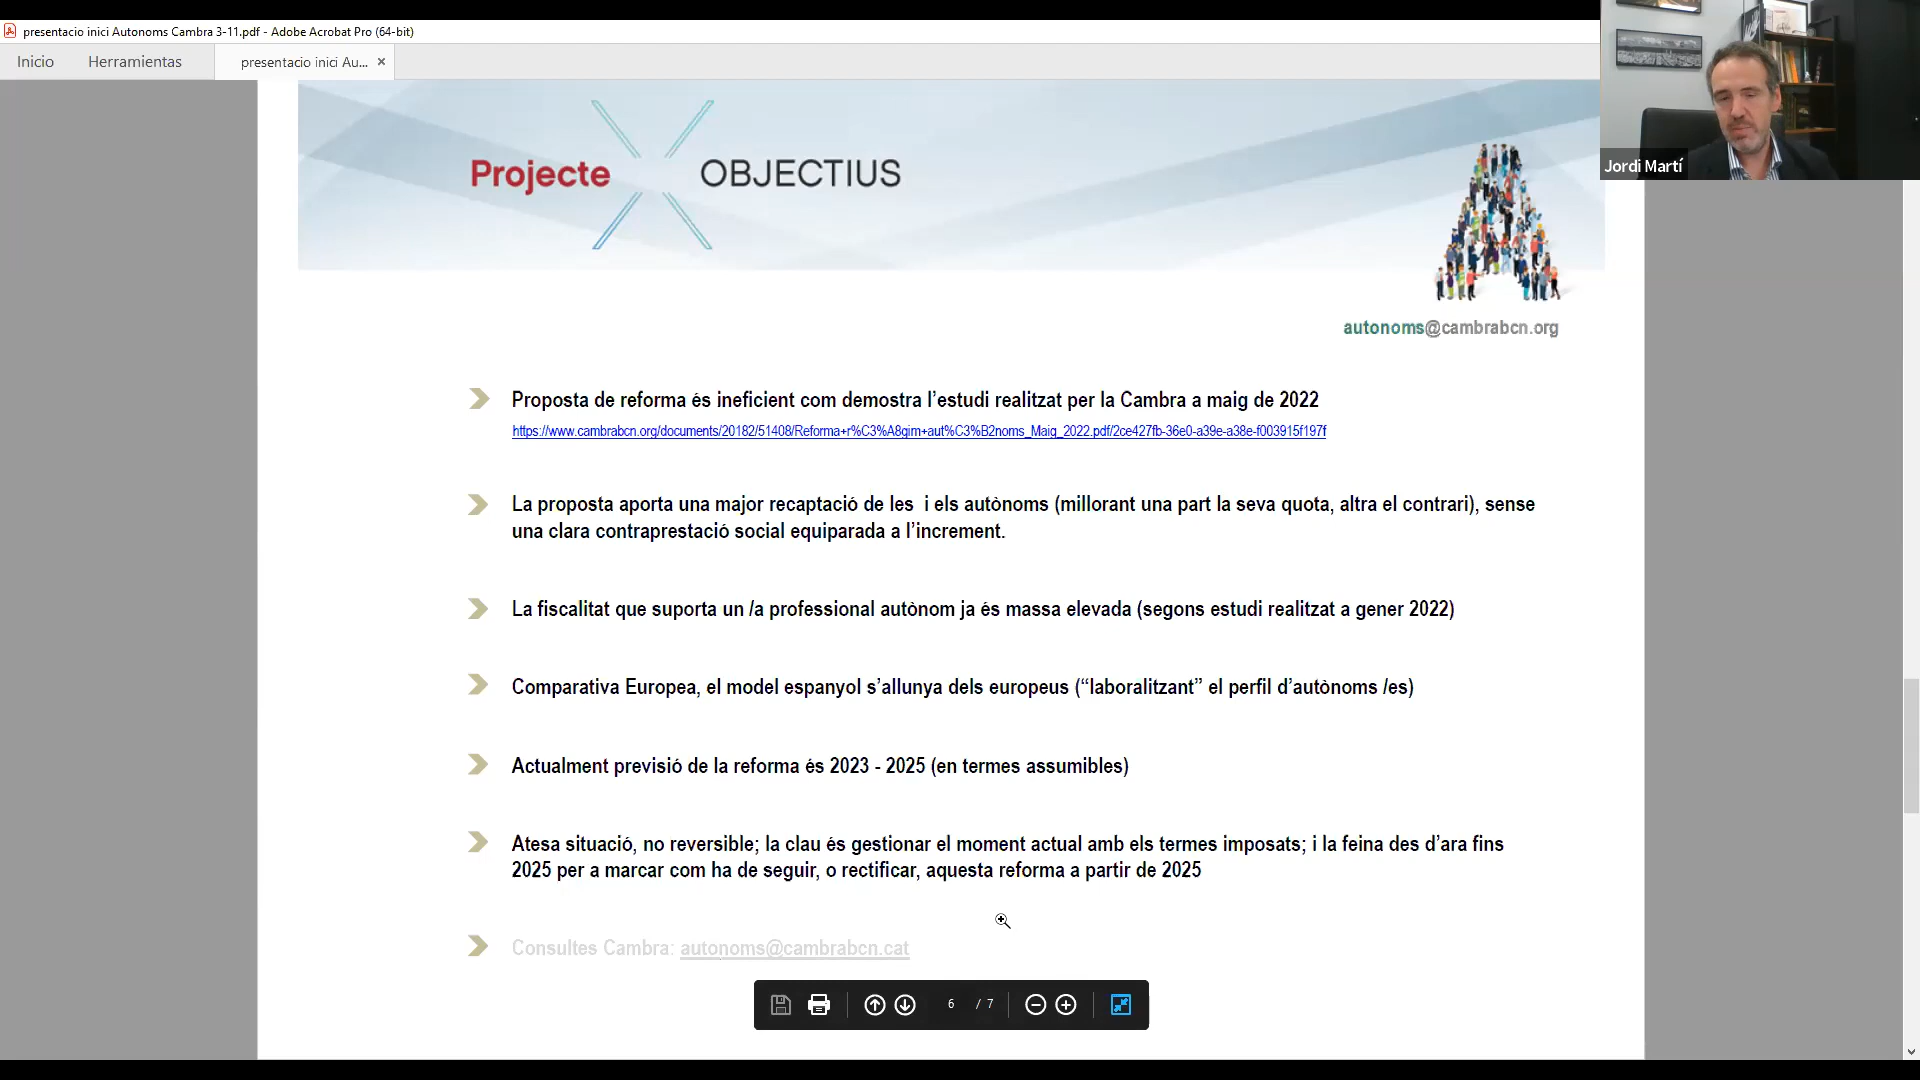 presentacio inici Autonoms Cambra 3-11.pdf - Adobe Acrobat Pro (64-bit)
Inicio Herramientas presentacio inici Au... ×
Jordi Martí
Projecte OBJECTIUS
autonoms@cambrabcn.org
Proposta de reforma és ineficient com demostra l’estudi realitzat per la Cambra a maig de 2022
https://www.cambrabcn.org/documents/20182/51408/Reforma+r%C3%A8gim+aut%C3%B2noms_Maig_2022.pdf/2ce427fb-36e0-a39e-a38e-f003915f197f
La proposta aporta una major recaptació de les i els autònoms (millorant una part la seva quota, altra el contrari), sense
una clara contraprestació social equiparada a l’increment.
La fiscalitat que suporta un /a professional autònom ja és massa elevada (segons estudi realitzat a gener 2022)
Comparativa Europea, el model espanyol s’allunya dels europeus (“laboralitzant” el perfil d’autònoms /es)
Actualment previsió de la reforma és 2023 - 2025 (en termes assumibles)
Atesa situació, no reversible; la clau és gestionar el moment actual amb els termes imposats; i la feina des d’ara fins
2025 per a marcar com ha de seguir, o rectificar, aquesta reforma a partir de 2025
Consultes Cambra: autonoms@cambrabcn.cat
6 / 7